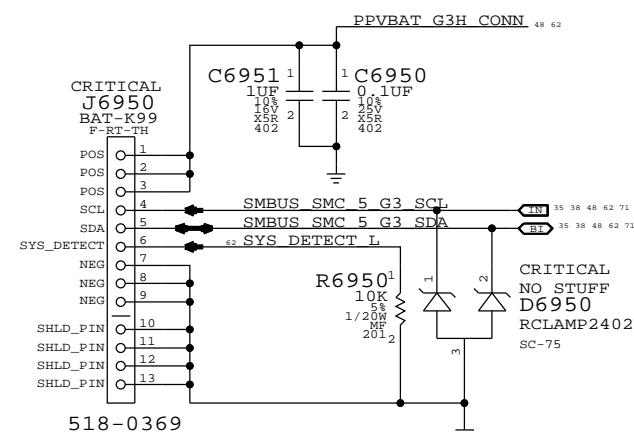 PPVBAT G3H CONN 48 62
C6951 1
1UF
10%
16V
X5R
402
2
1 C6950
0.1UF
10%
25V
X5R
402
2
CRITICAL
J6950
BAT-K99
F-RT-TH
POS 1
POS 2
POS 3
SCL 4
SDA 5
SYS_DETECT 6
NEG 7
NEG 8
NEG 9
SHLD_PIN 10
SHLD_PIN 11
SHLD_PIN 12
SHLD_PIN 13
518-0369
SMBUS_SMC_5_G3_SCL IN 35 38 48 62 71
SMBUS_SMC_5_G3_SDA BI 35 38 48 62 71
62 SYS_DETECT_L
R6950 1
10K
5%
1/20W
MF
201
2
1
2
3
CRITICAL
NO STUFF
D6950
RCLAMP2402
SC-75